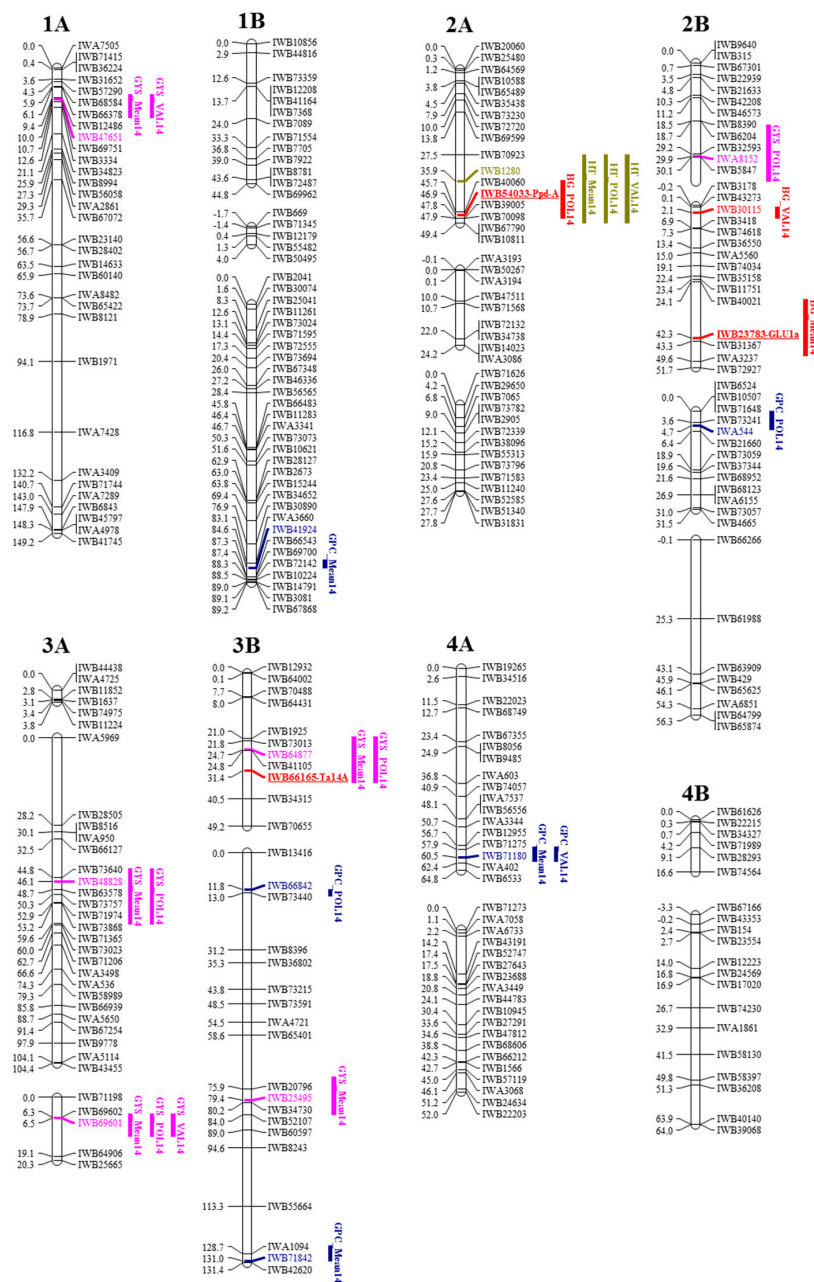 1A
0.0 IWA7505
0.4 IWB71415
IWB36224
3.6 IWB31652
4.3 IWB57290
5.9 IWB68584
6.1 IWB66378
9.4 IWB12486
10.0 IWB47651
10.7 IWB69751
12.6 IWB3334
21.1 IWB34823
25.9 IWB8994
27.3 IWB56058
29.3 IWA2861
35.7 IWB67072
56.6 IWB23140
56.7 IWB28402
63.5 IWB14633
65.9 IWB60140
73.6 IWA8482
73.7 IWB65422
78.9 IWB8121
94.1 IWB1971
116.8 IWA7428
132.2 IWA3409
140.7 IWB71744
143.0 IWA7289
147.9 IWB6843
148.3 IWB45797
IWA4978
149.2 IWB41745
GYS_Mean14
GYS_VAL14
1B
0.0 IWB10856
2.9 IWB44816
12.6 IWB73359
13.7 IWB12208
IWB41164
IWB7368
24.0 IWB7089
33.3 IWB71554
36.8 IWB7705
39.0 IWB7922
43.6 IWB8781
IWB72487
44.8 IWB69962
-1.7 IWB669
-1.4 IWB71345
0.4 IWB12179
1.3 IWB55482
4.0 IWB50495
0.0 IWB2041
1.6 IWB30074
8.3 IWB25041
12.6 IWB11261
13.1 IWB73024
14.4 IWB71595
17.3 IWB72555
20.4 IWB73694
26.0 IWB67348
27.2 IWB46336
28.4 IWB56565
45.8 IWB66483
46.4 IWB11283
46.7 IWA3341
50.3 IWB73073
51.6 IWB10621
62.9 IWB28127
63.0 IWB2673
63.8 IWB15244
69.4 IWB34652
76.9 IWB30890
83.1 IWA3660
84.6 IWB41924
87.3 IWB66543
87.4 IWB69700
88.3 IWB72142
88.5 IWB10224
89.0 IWB14791
89.1 IWB3081
89.2 IWB67868
GPC_Mean14
2A
0.0 IWB20060
0.3 IWB25480
1.2 IWB64569
3.8 IWB10588
IWB65489
4.5 IWB35438
7.9 IWB73230
10.0 IWB72720
13.8 IWB69599
27.5 IWB70923
35.9 IWB1280
45.7 IWB40060
46.9 IWB54033-Ppd-A
47.8 IWB39005
47.9 IWB70098
49.4 IWB67790
IWB10811
BG_POL14
HT_Mean14
HT_POL14
HT_VAL14
-0.1 IWA3193
0.0 IWB50267
0.1 IWA3194
10.0 IWB47511
10.7 IWB71568
22.0 IWB72132
IWB34738
24.2 IWB14023
IWA3086
0.0 IWB71626
4.2 IWB29650
6.8 IWB7065
9.0 IWB73782
IWB2905
12.1 IWB72339
15.2 IWB38096
15.9 IWB55313
20.8 IWB73796
23.4 IWB71583
25.0 IWB11240
27.6 IWB52585
27.7 IWB51340
27.8 IWB31831
2B
0.0 IWB9640
IWB315
0.7 IWB67301
3.5 IWB22939
4.8 IWB21633
10.3 IWB42208
11.2 IWB46573
18.5 IWB8390
18.7 IWB6204
29.2 IWB32593
29.9 IWA8152
30.1 IWB5847
GYS_POL14
-0.2 IWB3178
0.1 IWB43273
2.1 IWB30115
6.9 IWB3418
7.3 IWB74618
13.4 IWB36550
15.0 IWA5560
19.1 IWB74034
22.4 IWB35158
23.4 IWB11751
24.1 IWB40021
42.3 IWB23783-GLU1a
43.3 IWB31367
49.6 IWA3237
51.7 IWB72927
BG_VAL14
BG_Mean14
0.0 IWB6524
IWB10507
IWB71648
3.6 IWB73241
4.7 IWA544
6.4 IWB21660
18.9 IWB73059
19.6 IWB37344
21.6 IWB68952
26.9 IWB68123
IWA6155
31.0 IWB73057
31.5 IWB4665
GPC_POL14
-0.1 IWB66266
25.3 IWB61988
43.1 IWB63909
45.9 IWB429
46.1 IWB65625
54.3 IWA6851
56.3 IWB64799
IWB65874
3A
0.0 IWB44438
IWA4725
2.8 IWB11852
3.1 IWB1637
3.4 IWB74975
3.8 IWB11224
0.0 IWA5969
28.2 IWB28505
30.1 IWB8516
IWA950
32.5 IWB66127
44.8 IWB73640
46.1 IWB48828
48.7 IWB63578
50.3 IWB73757
52.9 IWB71974
53.2 IWB73868
59.6 IWB71365
60.0 IWB73023
62.7 IWB71206
66.6 IWA3498
74.3 IWA536
79.3 IWB58989
85.8 IWB66939
88.7 IWA5650
91.4 IWB67254
97.9 IWB9778
104.1 IWA5114
104.4 IWB43455
GYS_Mean14
GYS_POL14
0.0 IWB71198
6.3 IWB69602
6.5 IWB69601
19.1 IWB64906
20.3 IWB25665
GYS_Mean14
GYS_POL14
GYS_VAL14
3B
0.0 IWB12932
0.1 IWB64002
7.7 IWB70488
8.0 IWB64431
21.0 IWB1925
21.8 IWB73013
24.7 IWB64877
24.8 IWB41105
31.4 IWB66165-Ta14A
40.5 IWB34315
49.2 IWB70655
GYS_Mean14
GYS_POL14
0.0 IWB13416
11.8 IWB66842
13.0 IWB73440
31.2 IWB8396
35.3 IWB36802
43.8 IWB73215
48.5 IWB73591
54.5 IWA4721
58.6 IWB65401
75.9 IWB20796
79.4 IWB25495
80.2 IWB34730
84.0 IWB52107
89.0 IWB60597
94.6 IWB8243
113.3 IWB55664
128.7 IWA1094
131.0 IWB71842
131.4 IWB42620
GPC_POL14
GYS_Mean14
GPC_Mean14
4A
0.0 IWB19265
2.6 IWB34516
11.5 IWB22023
12.7 IWB68749
23.4 IWB67355
24.9 IWB8056
IWB9485
36.8 IWA603
40.9 IWB74057
48.1 IWA7537
IWB56556
50.7 IWA3344
56.7 IWB12955
57.9 IWB71275
60.5 IWB71180
62.4 IWA402
64.8 IWB6533
GPC_Mean14
GPC_VAL14
0.0 IWB71273
1.1 IWA7058
2.2 IWA6733
14.2 IWB43191
17.4 IWB52747
17.5 IWB27643
18.8 IWB23688
20.8 IWA3449
24.1 IWB44783
30.4 IWB10945
33.6 IWB27291
34.6 IWB47812
38.8 IWB68606
42.3 IWB66212
42.7 IWB1566
45.0 IWB57119
46.1 IWA3068
51.2 IWB24634
52.0 IWB22203
4B
0.0 IWB61626
0.3 IWB22215
0.7 IWB34327
4.2 IWB71989
9.1 IWB28293
16.6 IWB74564
-3.3 IWB67166
-0.2 IWB43353
2.4 IWB154
2.7 IWB23554
14.0 IWB12223
16.8 IWB24569
16.9 IWB17020
26.7 IWB74230
32.9 IWA1861
41.5 IWB58130
49.8 IWB58397
51.3 IWB36208
63.9 IWB40140
64.0 IWB39068